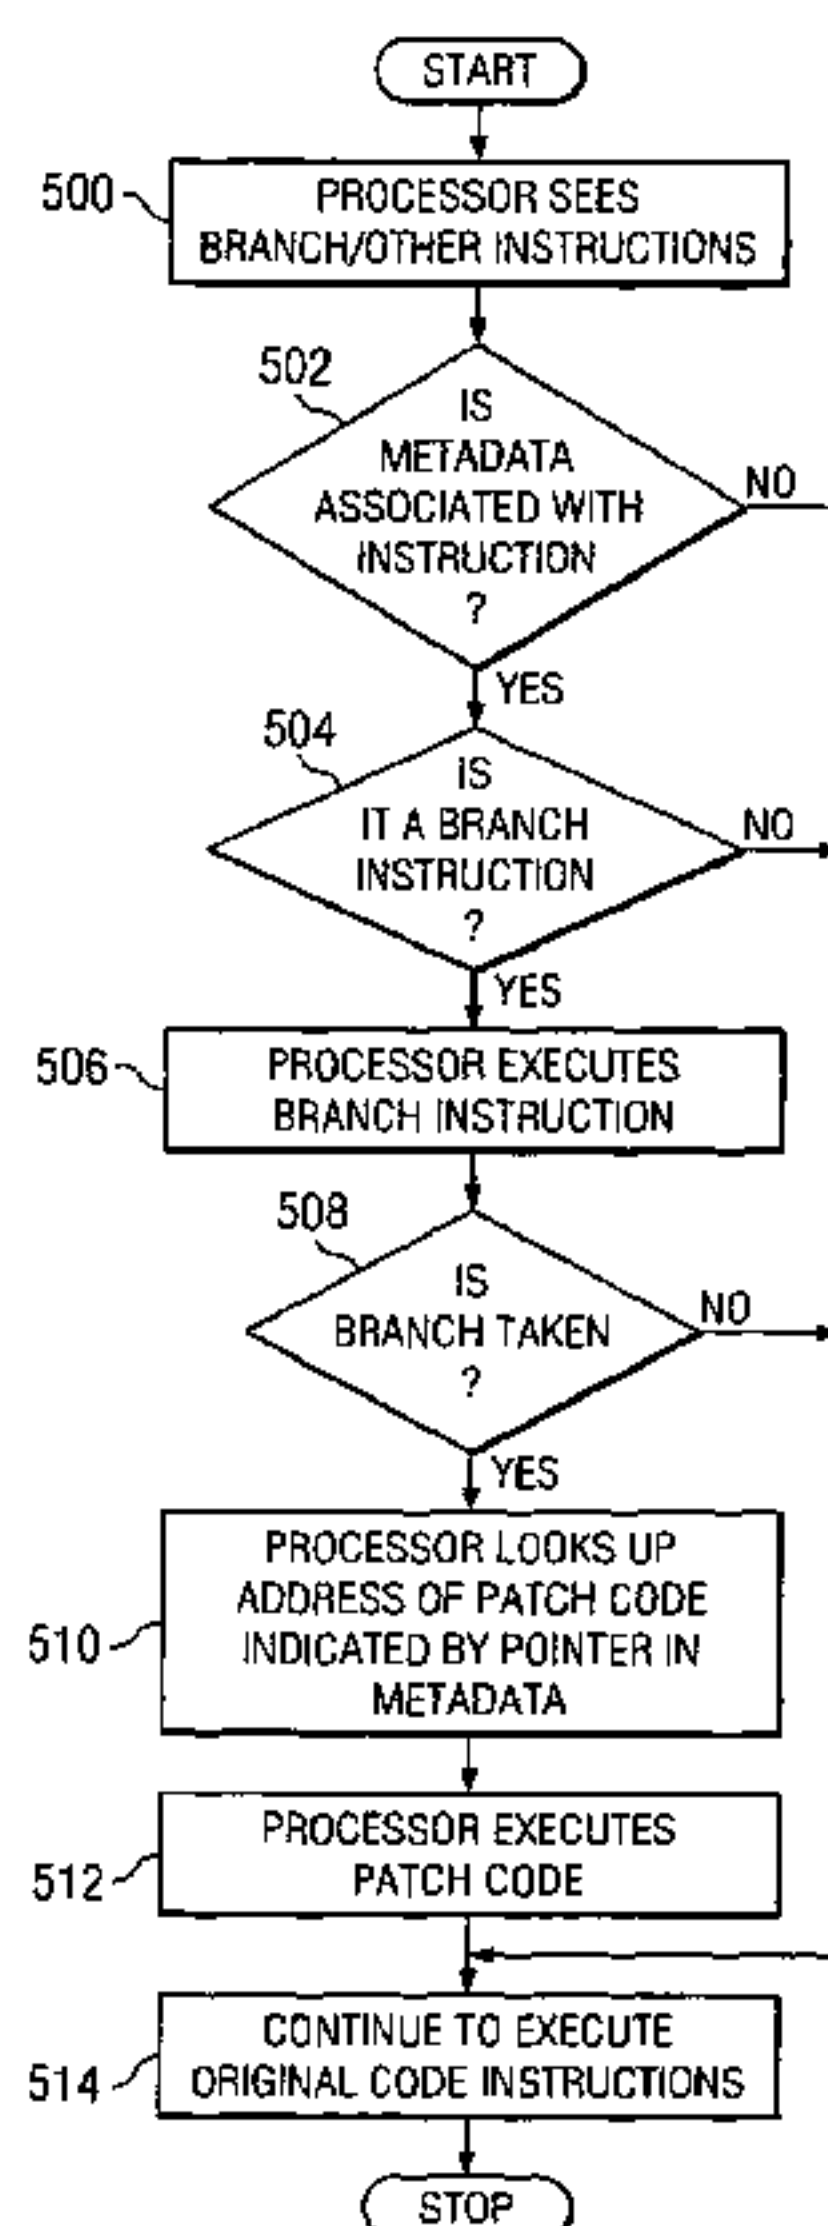 START
500
PROCESSOR SEES
BRANCH/OTHER INSTRUCTIONS
502
IS
METADATA
ASSOCIATED WITH
INSTRUCTION
?
NO
YES
504
IS
IT A BRANCH
INSTRUCTION
?
NO
YES
506
PROCESSOR EXECUTES
BRANCH INSTRUCTION
508
IS
BRANCH TAKEN
?
NO
YES
510
PROCESSOR LOOKS UP
ADDRESS OF PATCH CODE
INDICATED BY POINTER IN
METADATA
512
PROCESSOR EXECUTES
PATCH CODE
514
CONTINUE TO EXECUTE
ORIGINAL CODE INSTRUCTIONS
STOP